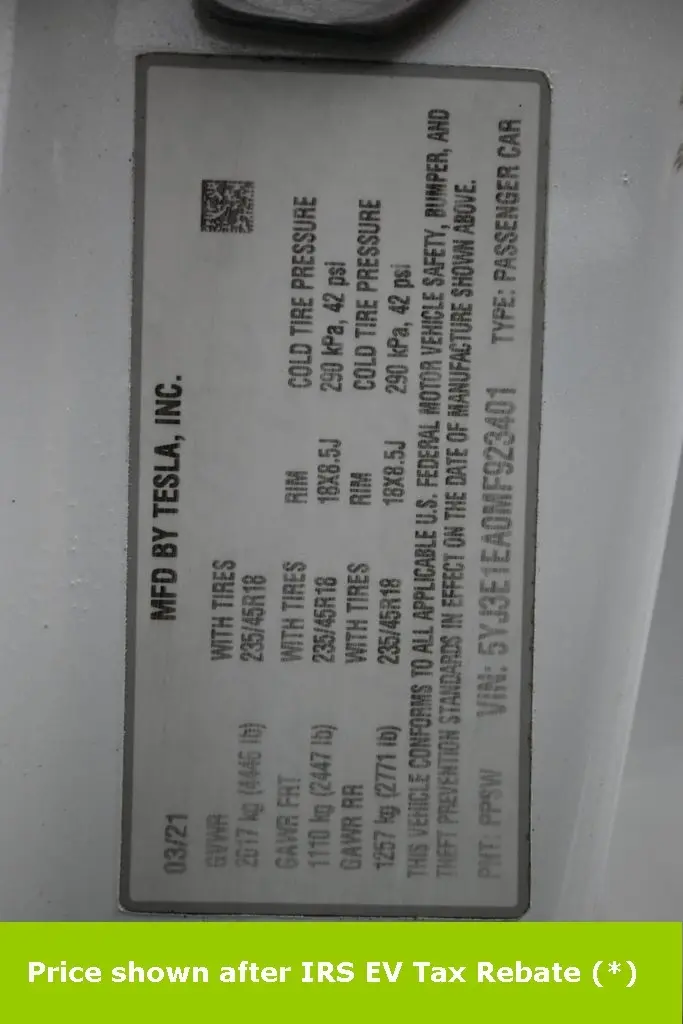 MFD BY TESLA, INC.
03/21
GVWR WITH TIRES
2017 kg (4446 lb) 235/45R18
GAWR FRT WITH TIRES RIM COLD TIRE PRESSURE
1110 kg (2447 lb) 235/45R18 18X8.5J 290 kPa, 42 psi
GAWR RR WITH TIRES RIM COLD TIRE PRESSURE
1257 kg (2771 lb) 235/45R18 18X8.5J 290 kPa, 42 psi
THIS VEHICLE CONFORMS TO ALL APPLICABLE U.S. FEDERAL MOTOR VEHICLE SAFETY, BUMPER, AND
THEFT PREVENTION STANDARDS IN EFFECT ON THE DATE OF MANUFACTURE SHOWN ABOVE.
PNT: PPSW VIN: 5YJ3E1EA0MF923401 TYPE: PASSENGER CAR
Price shown after IRS EV Tax Rebate (*)